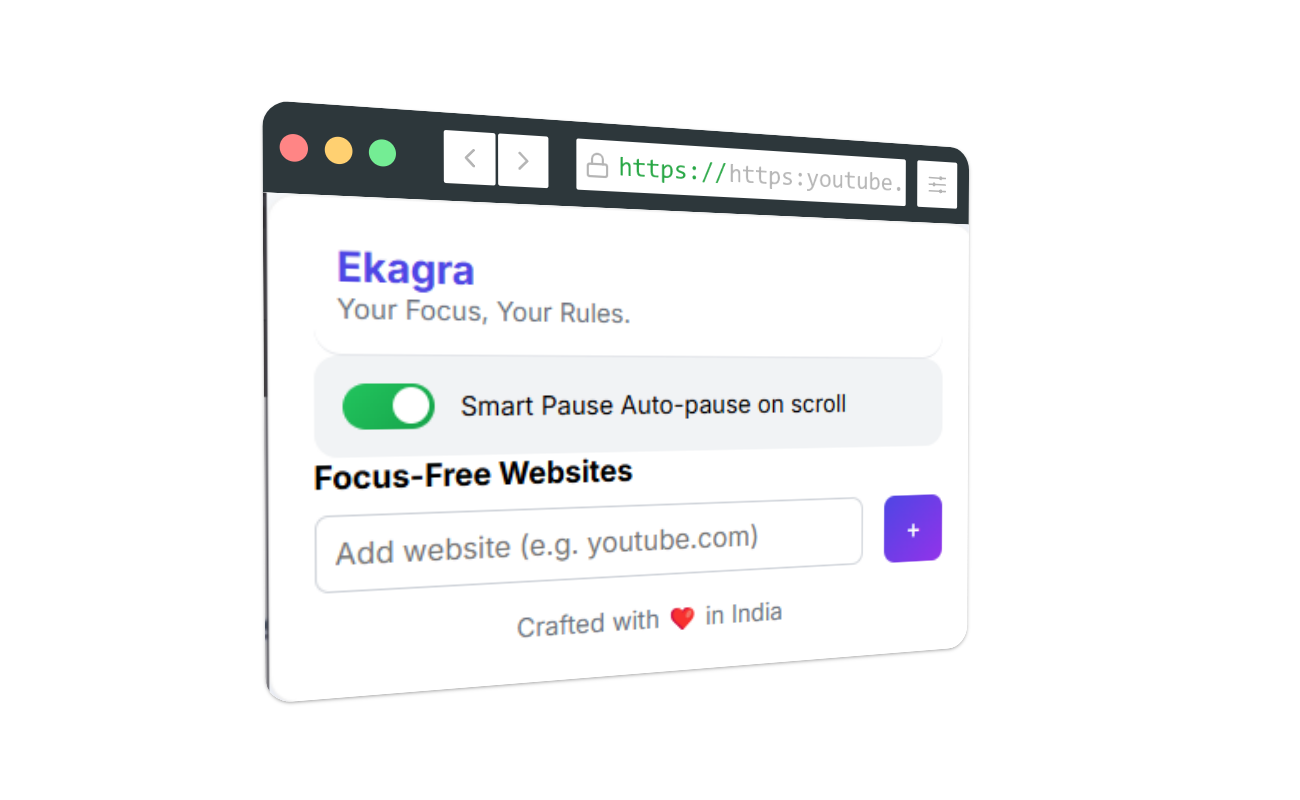 https://https:youtube.
Ekagra
Your Focus, Your Rules.
Smart Pause Auto-pause on scroll
Focus-Free Websites
Add website (e.g. youtube.com)
+
Crafted with ❤️ in India